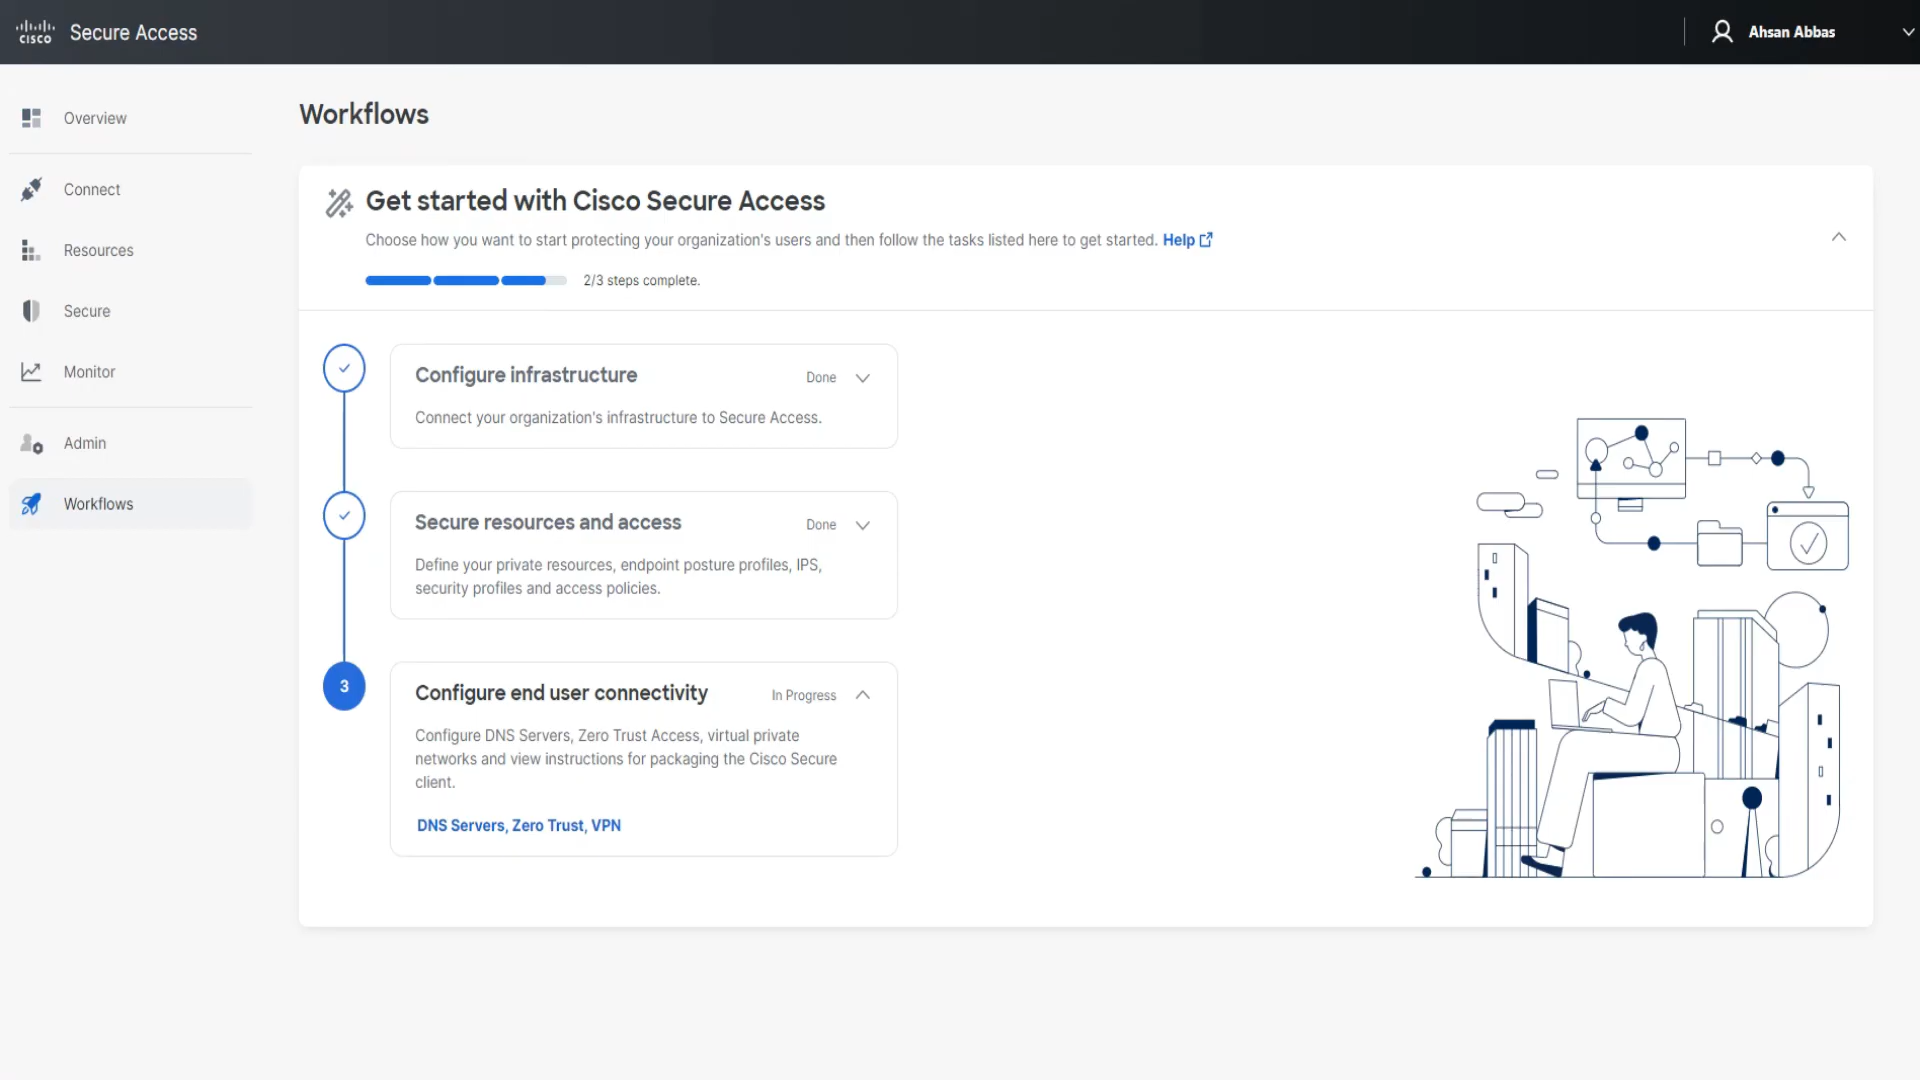 CISCO
Secure Access
Ahsan Abbas
Overview
Connect
Resources
Secure
Monitor
Admin
Workflows
Workflows
Get started with Cisco Secure Access
Choose how you want to start protecting your organization's users and then follow the tasks listed here to get started. Help
2/3 steps complete.
Configure infrastructure
Done
Connect your organization's infrastructure to Secure Access.
Secure resources and access
Done
Define your private resources, endpoint posture profiles, IPS,
security profiles and access policies.
3
Configure end user connectivity
In Progress
Configure DNS Servers, Zero Trust Access, virtual private
networks and view instructions for packaging the Cisco Secure
client.
DNS Servers, Zero Trust, VPN